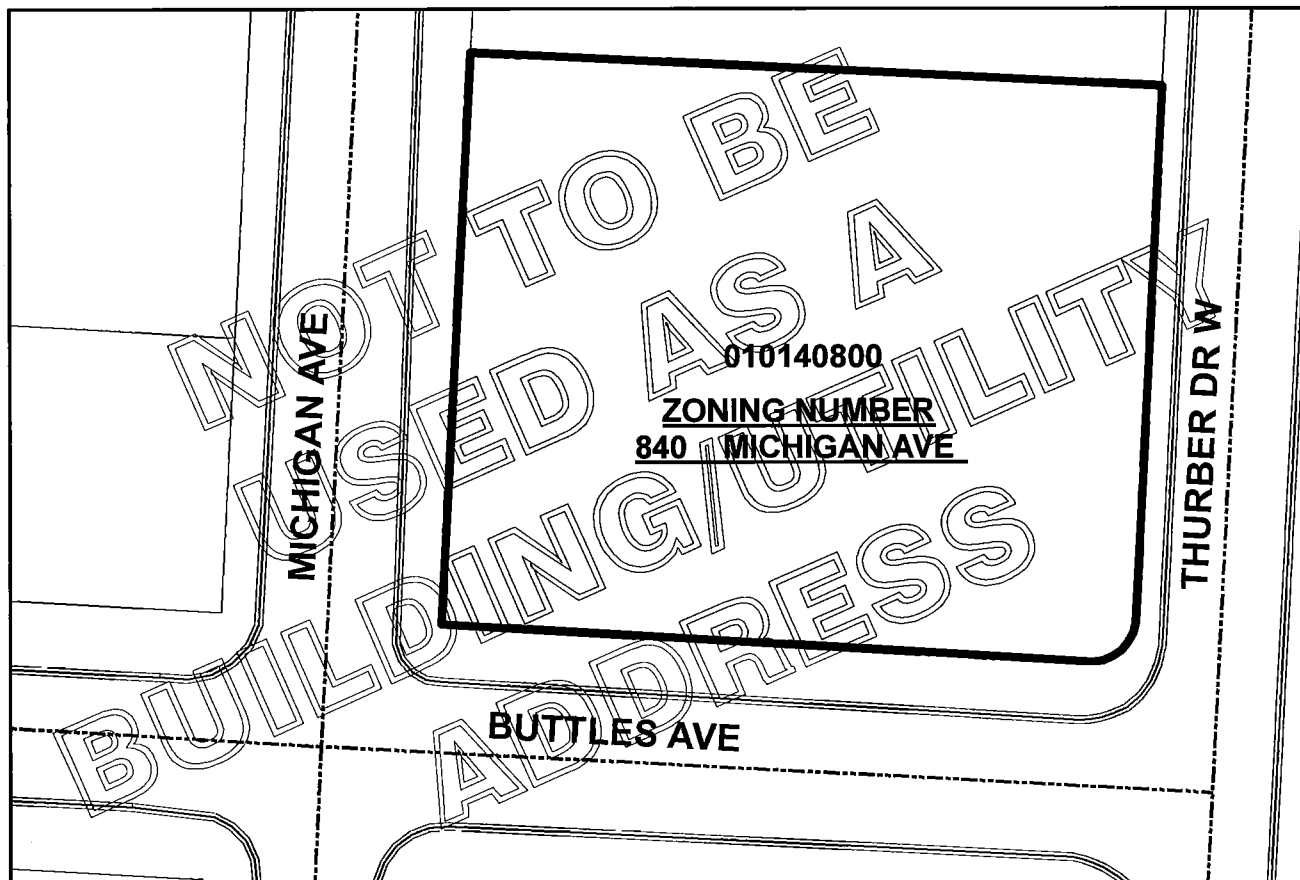 NOT TO BE
USED AS A
BUILDING/UTILITY
ADDRESS
010140800
ZONING NUMBER
840 MICHIGAN AVE
MICHIGAN AVE
THURBER DR W
BUTTLES AVE